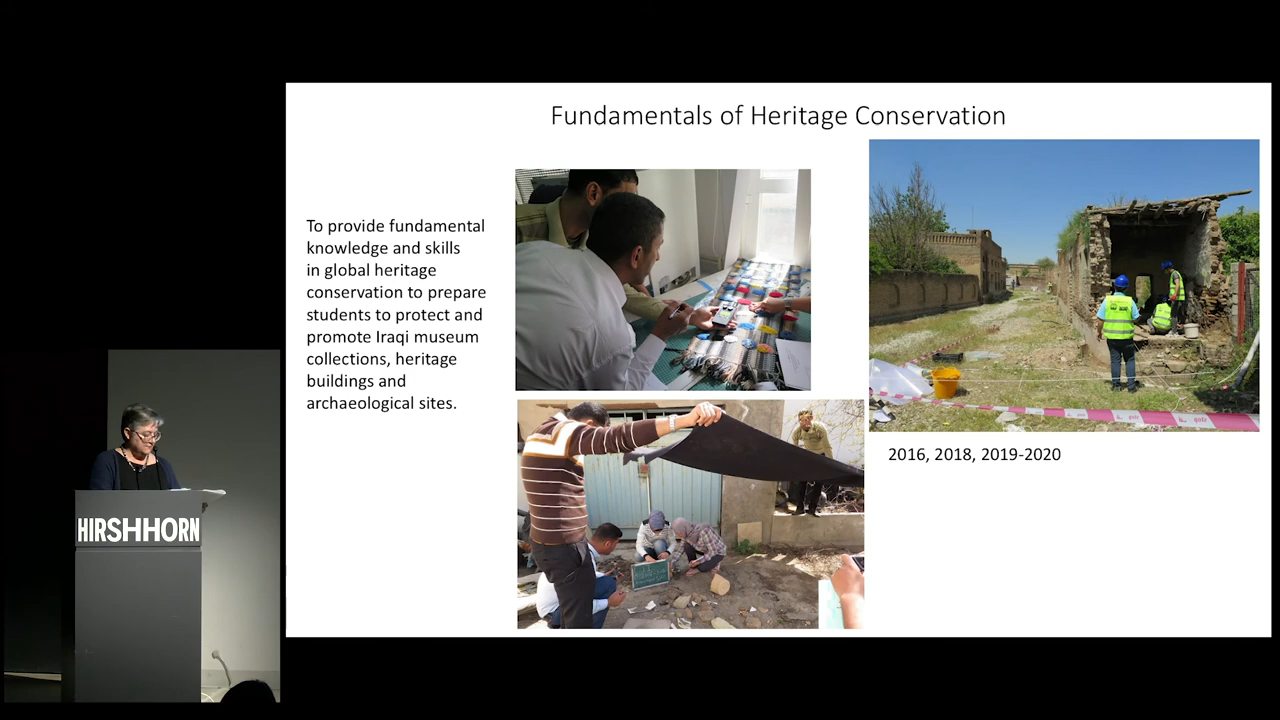 Fundamentals of Heritage Conservation
To provide fundamental
knowledge and skills
in global heritage
conservation to prepare
students to protect and
promote Iraqi museum
collections, heritage
buildings and
archaeological sites.
2016, 2018, 2019-2020
HIRSHHORN